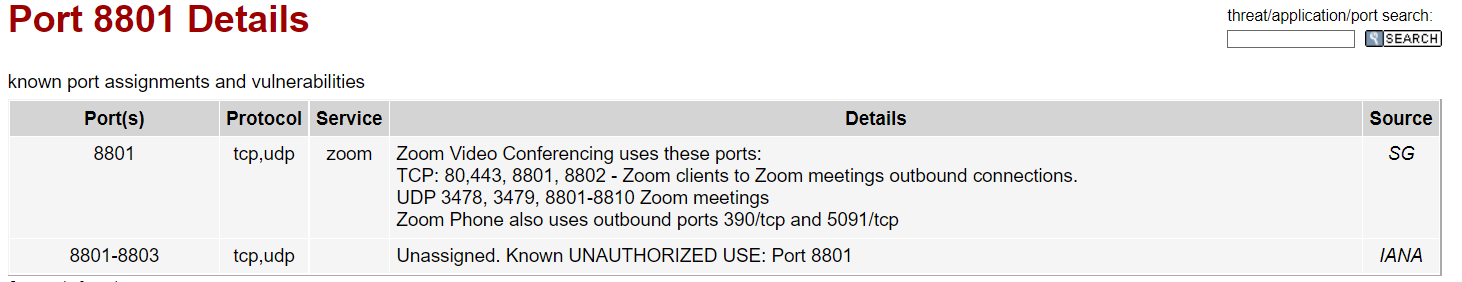 Port 8801 Details
threat/application/port search:
SEARCH
known port assignments and vulnerabilities
Port(s) Protocol Service Details Source
8801 tcp,udp zoom Zoom Video Conferencing uses these ports: SG
TCP: 80,443, 8801, 8802 - Zoom clients to Zoom meetings outbound connections.
UDP 3478, 3479, 8801-8810 Zoom meetings
Zoom Phone also uses outbound ports 390/tcp and 5091/tcp
8801-8803 tcp,udp Unassigned. Known UNAUTHORIZED USE: Port 8801 IANA